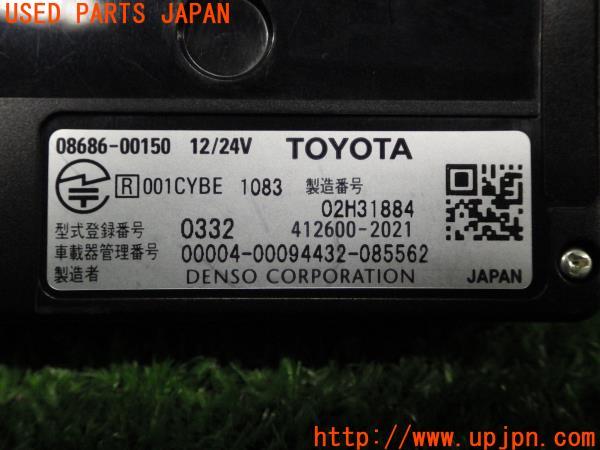 USED PARTS JAPAN
08686-00150 12/24V TOYOTA
R 001CYBE 1083 製造番号
02H31884
型式登録番号 0332 412600-2021
車載器管理番号 00004-00094432-085562
製造者 DENSO CORPORATION JAPAN
UPJ http://www.upjpn.com